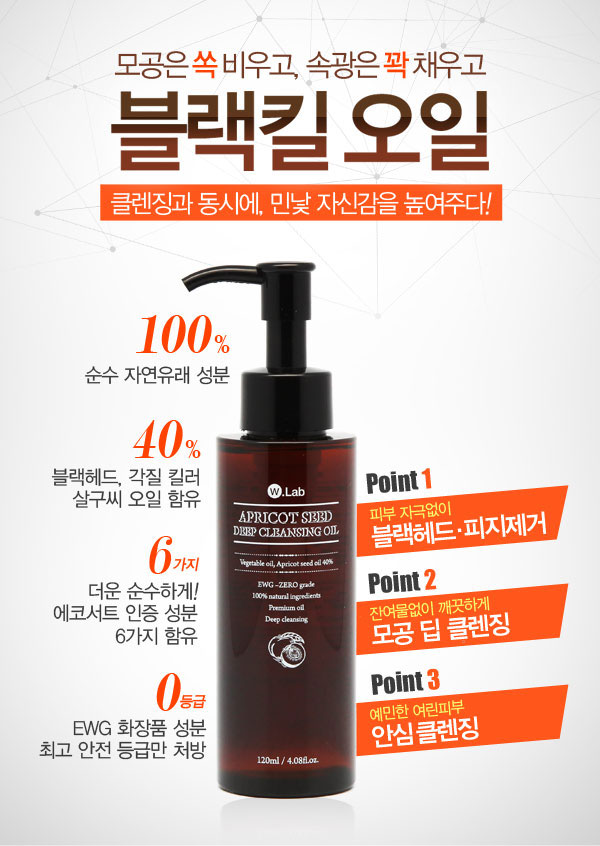 모공은 쏙 비우고, 속광은 꽉 채우고
블랙킬 오일
클렌징과 동시에, 민낯 자신감을 높여주다!
100%
순수 자연유래 성분
40%
블랙헤드, 각질 킬러
살구씨 오일 함유
6가지
더운 순수하게!
에코서트 인증 성분
6가지 함유
0등급
EWG 화장품 성분
최고 안전 등급만 처방
W.Lab
APRICOT SEED
DEEP CLEANSING OIL
Vegetable oil, Apricot seed oil 40%
EWG-ZERO grade
100% natural ingredients
Premium oil
Deep cleansing
120ml / 4.08fl.oz.
Point 1
피부 자극없이
블랙헤드·피지제거
Point 2
잔여물없이 깨끗하게
모공 딥 클렌징
Point 3
예민한 여린피부
안심 클렌징